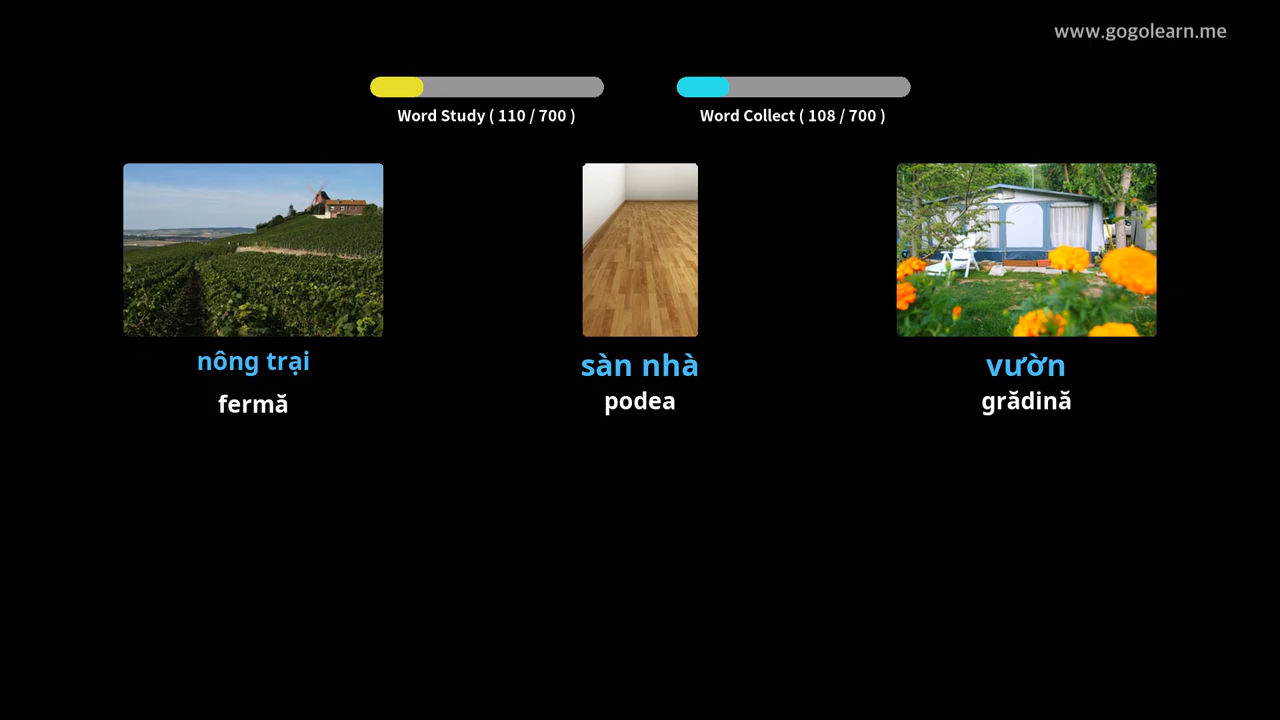 www.gogolearn.me
Word Study ( 110 / 700 )
Word Collect ( 108 / 700 )
nông trại
fermă
sàn nhà
podea
vườn
grădină